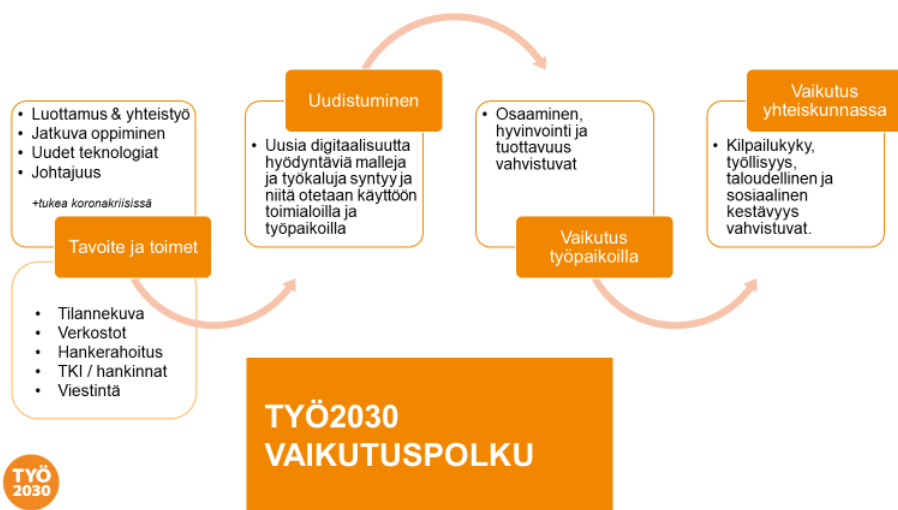 • Luottamus & yhteistyö
• Jatkuva oppiminen
• Uudet teknologiat
• Johtajuus
+tukea koronakriisissä
Tavoite ja toimet
• Tilannekuva
• Verkostot
• Hankerahoitus
• TKI / hankinnat
• Viestintä
Uudistuminen
• Uusia digitaalisuutta
hyödyntäviä malleja
ja työkaluja syntyy ja
niitä otetaan käyttöön
toimialoilla ja
työpaikoilla
• Osaaminen,
hyvinvointi ja
tuottavuus
vahvistuvat
Vaikutus
työpaikoilla
Vaikutus
yhteiskunnassa
• Kilpailukyky,
työllisyys,
taloudellinen ja
sosiaalinen
kestävyys
vahvistuvat.
TYÖ2030
VAIKUTUSPOLKU
TYÖ
2030